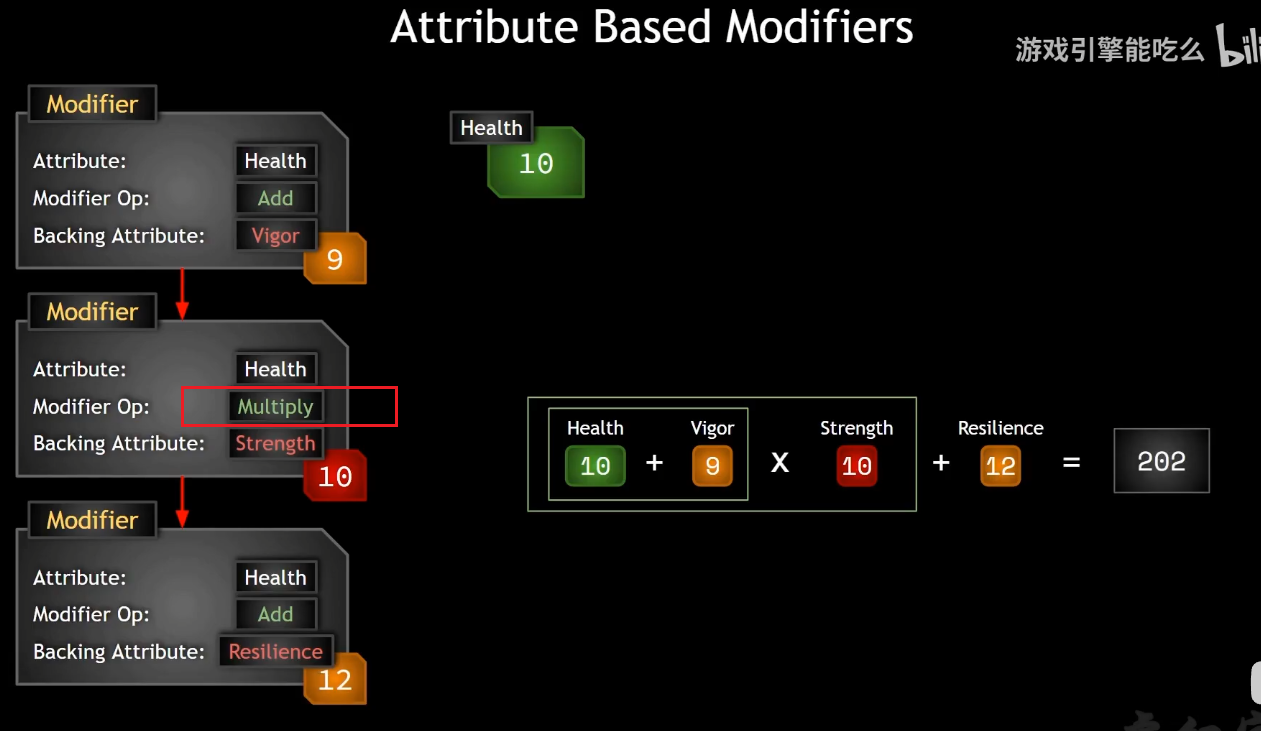 Attribute Based Modifiers
游戏引擎能吃么 bili
Modifier
Attribute: Health
Modifier Op: Add
Backing Attribute: Vigor
9
Health
10
Modifier
Attribute: Health
Modifier Op: Multiply
Backing Attribute: Strength
10
Modifier
Attribute: Health
Modifier Op: Add
Backing Attribute: Resilience
12
Health Vigor Strength Resilience
10 + 9 X 10 + 12 = 202